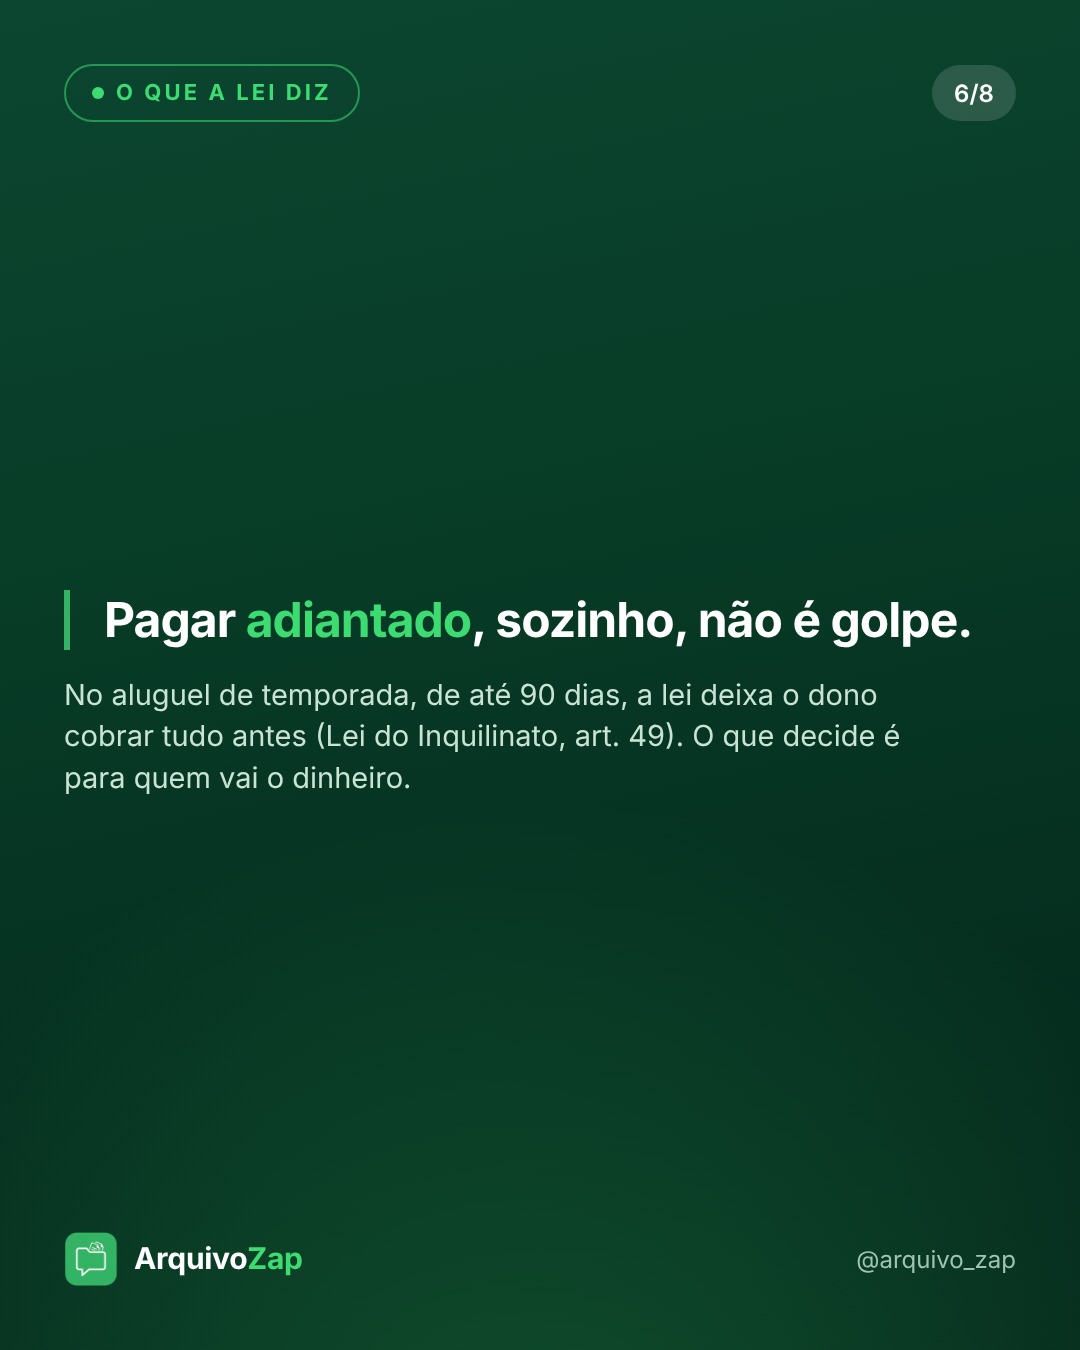 O QUE A LEI DIZ
6/8
Pagar adiantado, sozinho, não é golpe.
No aluguel de temporada, de até 90 dias, a lei deixa o dono
cobrar tudo antes (Lei do Inquilinato, art. 49). O que decide é
para quem vai o dinheiro.
ArquivoZap
@arquivo_zap